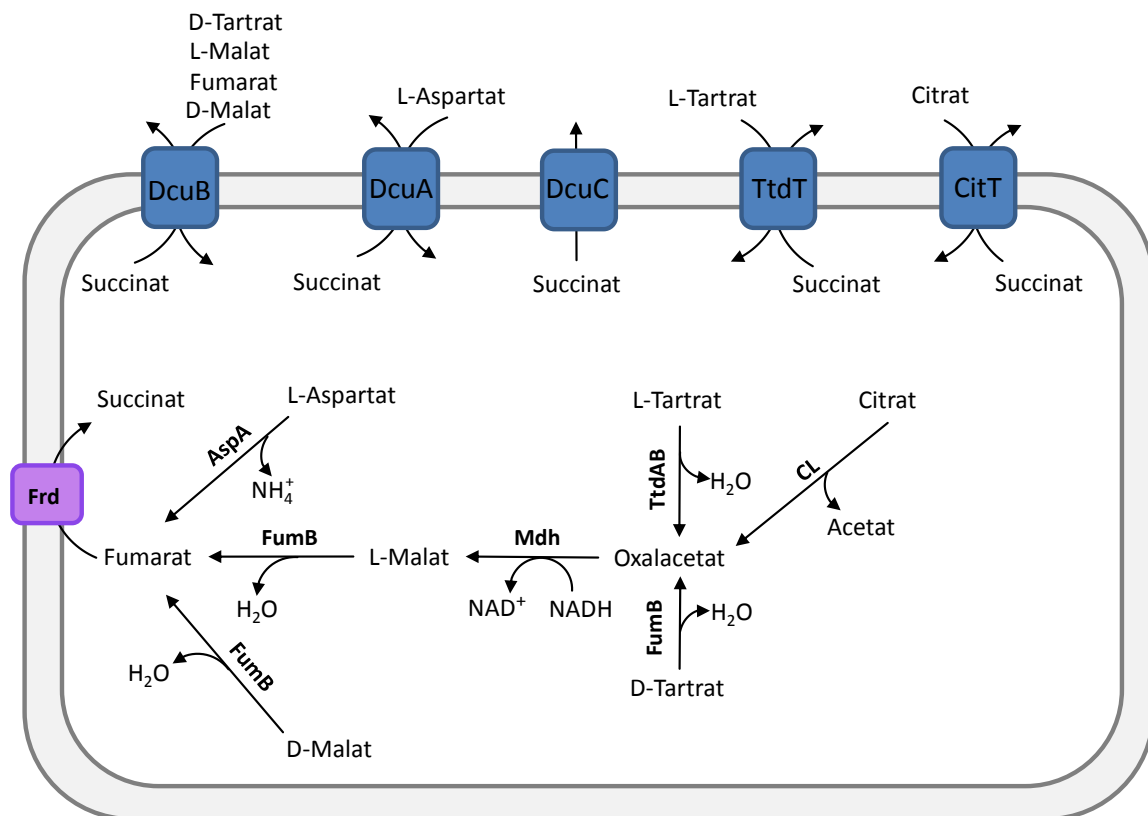 D-Tartrat
L-Malat
Fumarat
D-Malat
L-Aspartat
L-Tartrat
Citrat
DcuB
DcuA
DcuC
TtdT
CitT
Succinat
Succinat
Succinat
Succinat
Succinat
Succinat
L-Aspartat
L-Tartrat
Citrat
AspA
NH₄⁺
TtdAB
H₂O
CL
Acetat
Frd
Fumarat
FumB
H₂O
L-Malat
Mdh
NAD⁺
NADH
Oxalacetat
FumB
H₂O
D-Tartrat
H₂O
FumB
D-Malat